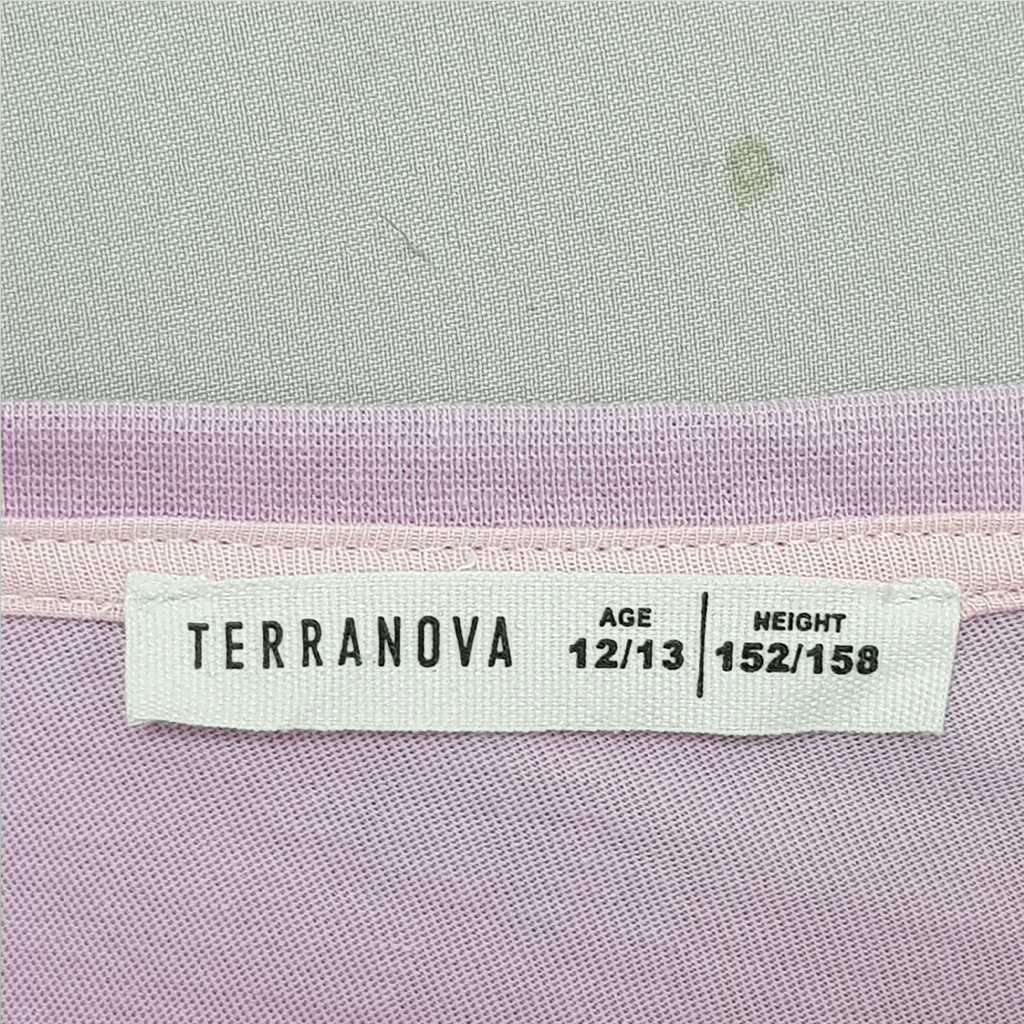 TERRANOVA
AGE
12/13
HEIGHT
152/158